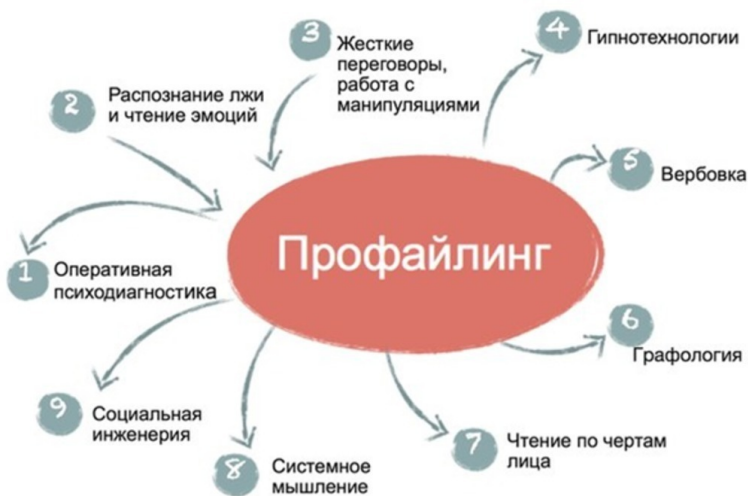 Профайлинг
1
Оперативная
психодиагностика
2
Распознание лжи
и чтение эмоций
3
Жесткие
переговоры,
работа с
манипуляциями
4
Гипнотехнологии
5
Вербовка
6
Графология
7
Чтение по чертам
лица
8
Системное
мышление
9
Социальная
инженерия